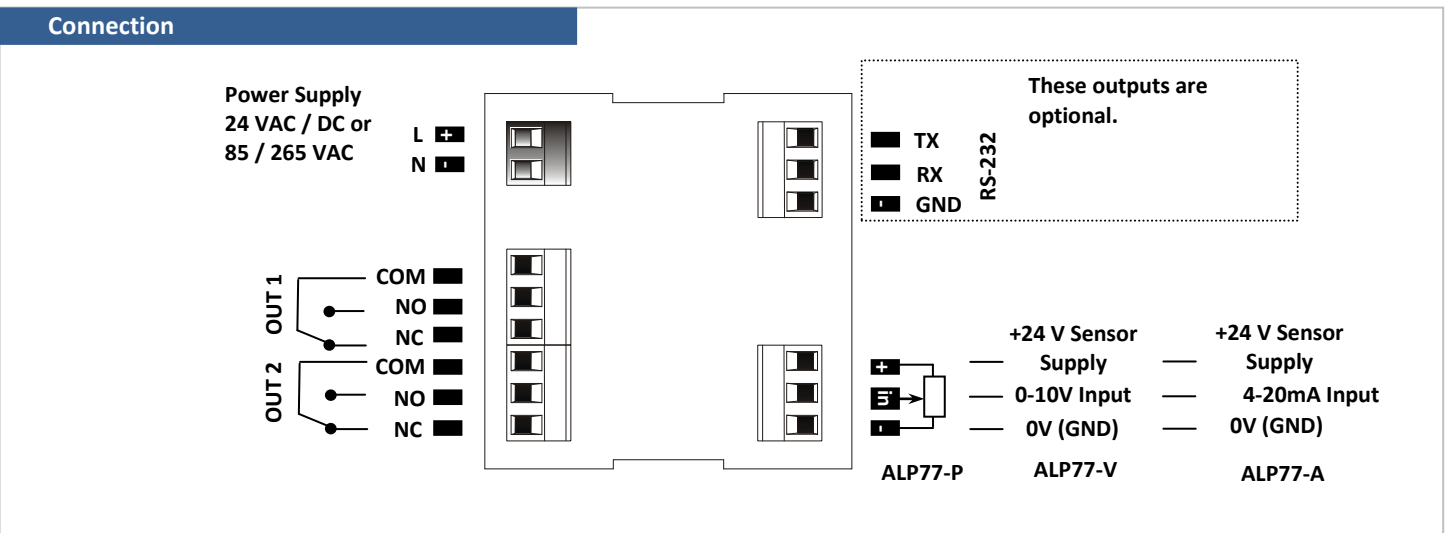 Connection
Power Supply
24 VAC / DC or
85 / 265 VAC
L +
N -
OUT 1
COM
NO
NC
OUT 2
COM
NO
NC
These outputs are
optional.
TX
RX
- GND
RS-232
+
-
ALP77-P
+24 V Sensor
Supply
0-10V Input
0V (GND)
ALP77-V
+24 V Sensor
Supply
4-20mA Input
0V (GND)
ALP77-A